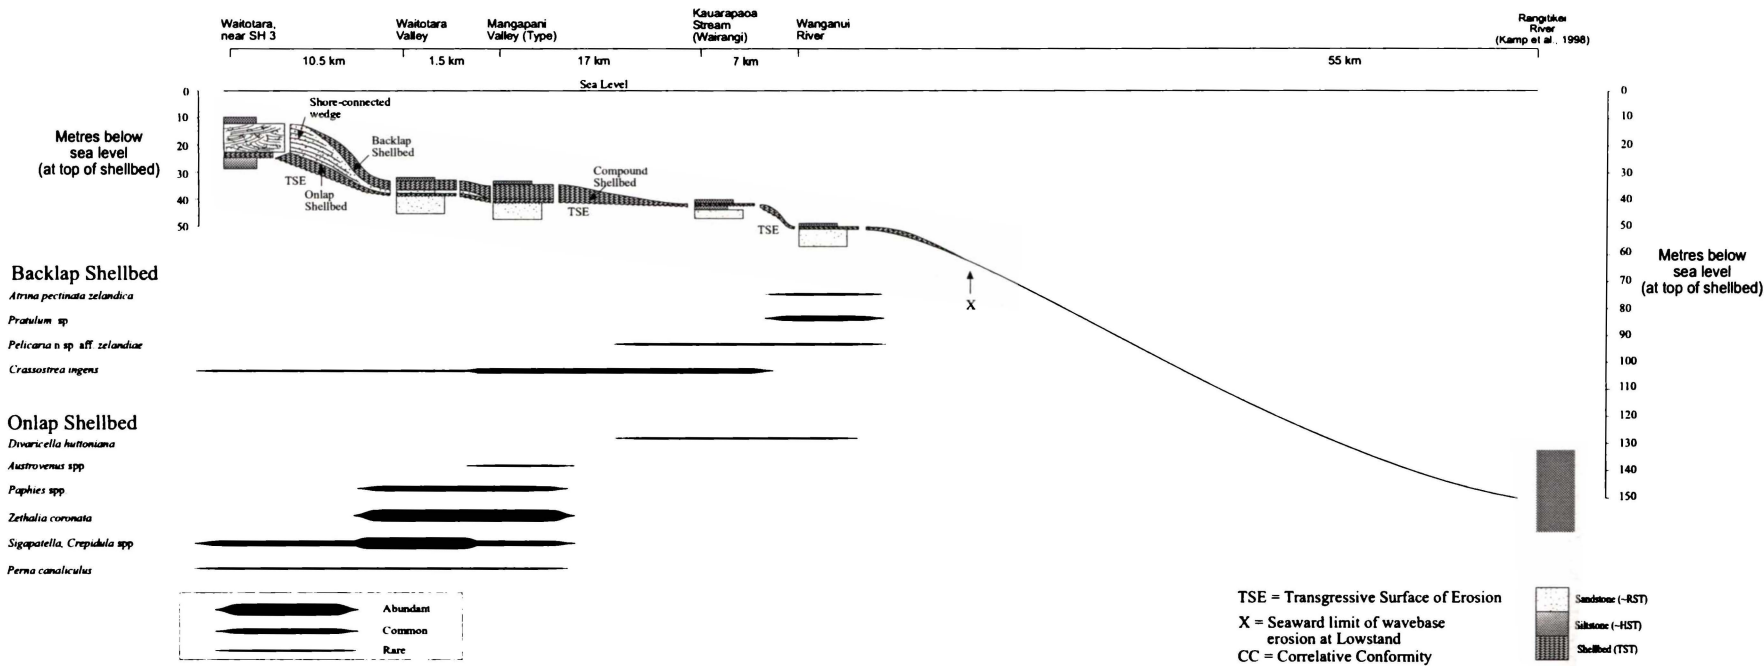 Waitotara,
near SH 3
Waitotara
Valley
Mangapani
Valley (Type)
Kauarapaoa
Stream
(Wairangi)
Wanganui
River
Rangitikei
River
(Kamp et al., 1998)
10.5 km
1.5 km
17 km
7 km
55 km
Sea Level
0
10
20
30
40
50
Metres below
sea level
(at top of shellbed)
Shore-connected
wedge
Backlap
Shellbed
TSE
Onlap
Shellbed
Compound
Shellbed
TSE
TSE
X
0
10
20
30
40
50
60
70
80
90
100
110
120
130
140
150
Metres below
sea level
(at top of shellbed)
Backlap Shellbed
Atrina pectinata zelandica
Pratulum sp
Pelicaria n sp aff. zelandiae
Crassostrea ingens
Onlap Shellbed
Divaricella huttoniana
Austrovenus spp
Paphies spp
Zethalia coronata
Sigapatella, Crepidula spp
Perna canaliculus
Abundant
Common
Rare
TSE = Transgressive Surface of Erosion
X = Seaward limit of wavebase
erosion at Lowstand
CC = Correlative Conformity
Sandstone (~RST)
Siltstone (~HST)
Shellbed (TST)